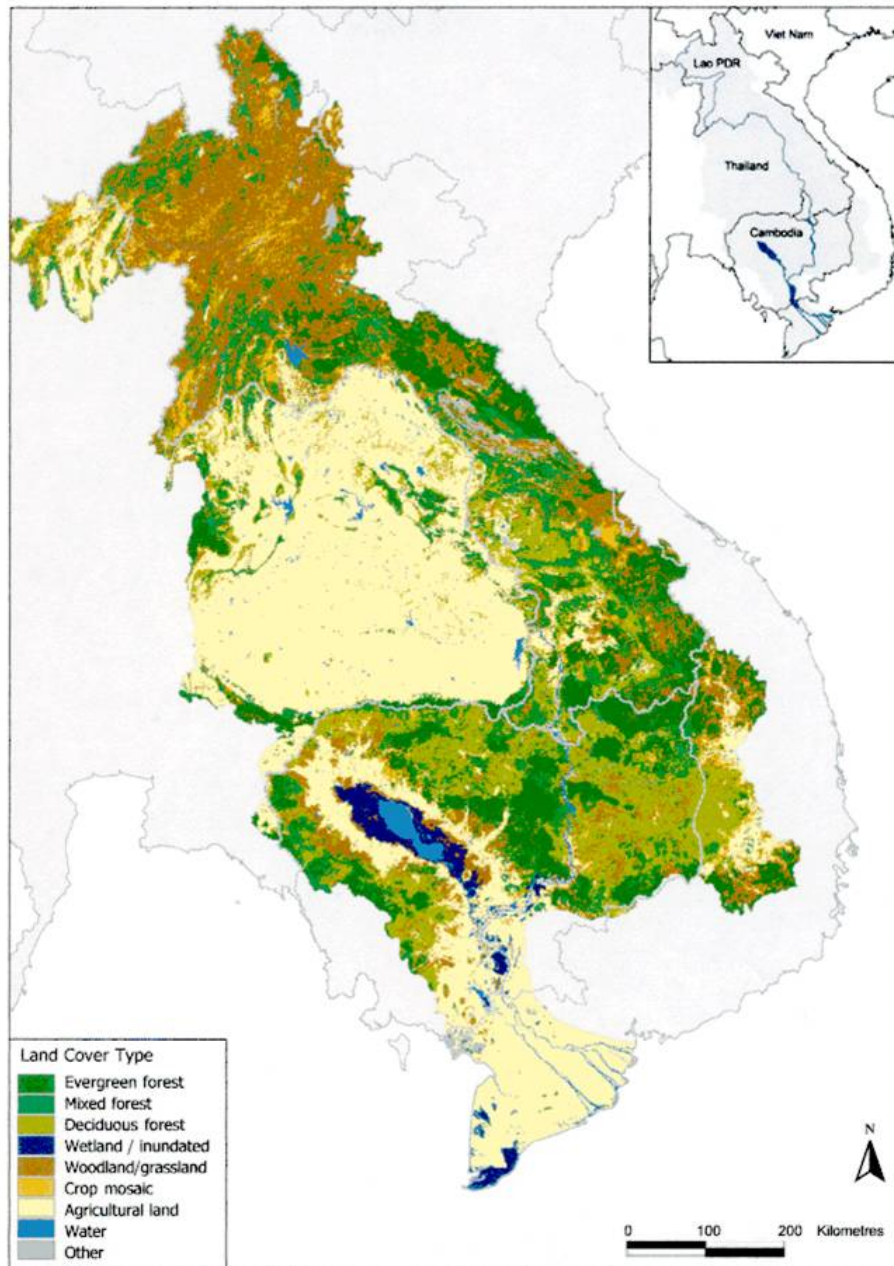 Viet Nam
Lao PDR
Thailand
Cambodia
Land Cover Type
Evergreen forest
Mixed forest
Deciduous forest
Wetland / inundated
Woodland/grassland
Crop mosaic
Agricultural land
Water
Other
N
0 100 200 Kilometres